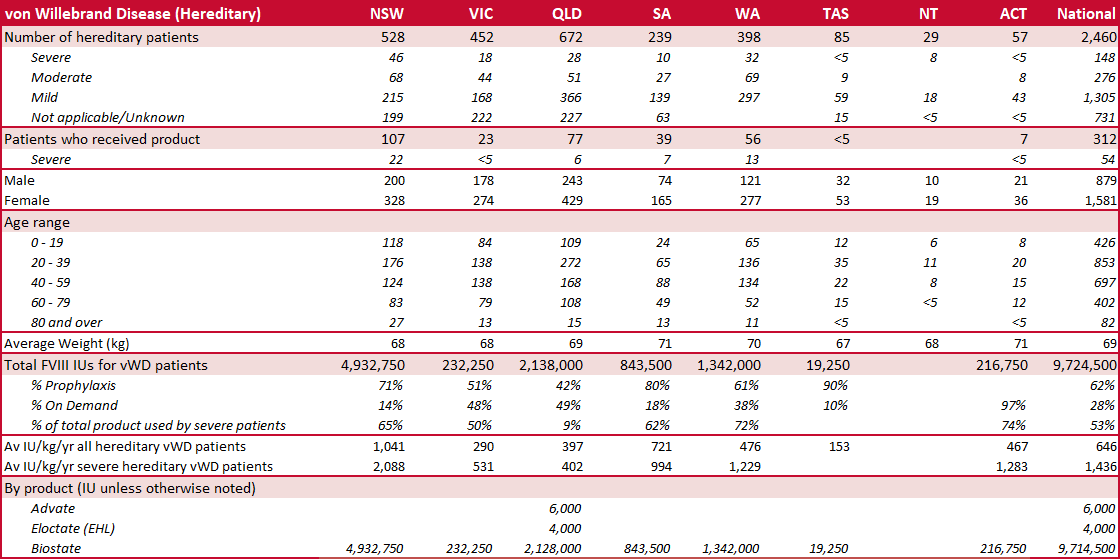 von Willebrand Disease (Hereditary) NSW VIC QLD SA WA TAS NT ACT National
Number of hereditary patients 528 452 672 239 398 85 29 57 2,460
Severe 46 18 28 10 32 <5 8 <5 148
Moderate 68 44 51 27 69 9 8 276
Mild 215 168 366 139 297 59 18 43 1,305
Not applicable/Unknown 199 222 227 63 15 <5 <5 731
Patients who received product 107 23 77 39 56 <5 7 312
Severe 22 <5 6 7 13 <5 54
Male 200 178 243 74 121 32 10 21 879
Female 328 274 429 165 277 53 19 36 1,581
Age range
0 - 19 118 84 109 24 65 12 6 8 426
20 - 39 176 138 272 65 136 35 11 20 853
40 - 59 124 138 168 88 134 22 8 15 697
60 - 79 83 79 108 49 52 15 <5 12 402
80 and over 27 13 15 13 11 <5 <5 82
Average Weight (kg) 68 68 69 71 70 67 68 71 69
Total FVIII IUs for vWD patients 4,932,750 232,250 2,138,000 843,500 1,342,000 19,250 216,750 9,724,500
% Prophylaxis 71% 51% 42% 80% 61% 90% 62%
% On Demand 14% 48% 49% 18% 38% 10% 97% 28%
% of total product used by severe patients 65% 50% 9% 62% 72% 74% 53%
Av IU/kg/yr all hereditary vWD patients 1,041 290 397 721 476 153 467 646
Av IU/kg/yr severe hereditary vWD patients 2,088 531 402 994 1,229 1,283 1,436
By product (IU unless otherwise noted)
Advate 6,000 6,000
Eloctate (EHL) 4,000 4,000
Biostate 4,932,750 232,250 2,128,000 843,500 1,342,000 19,250 216,750 9,714,500